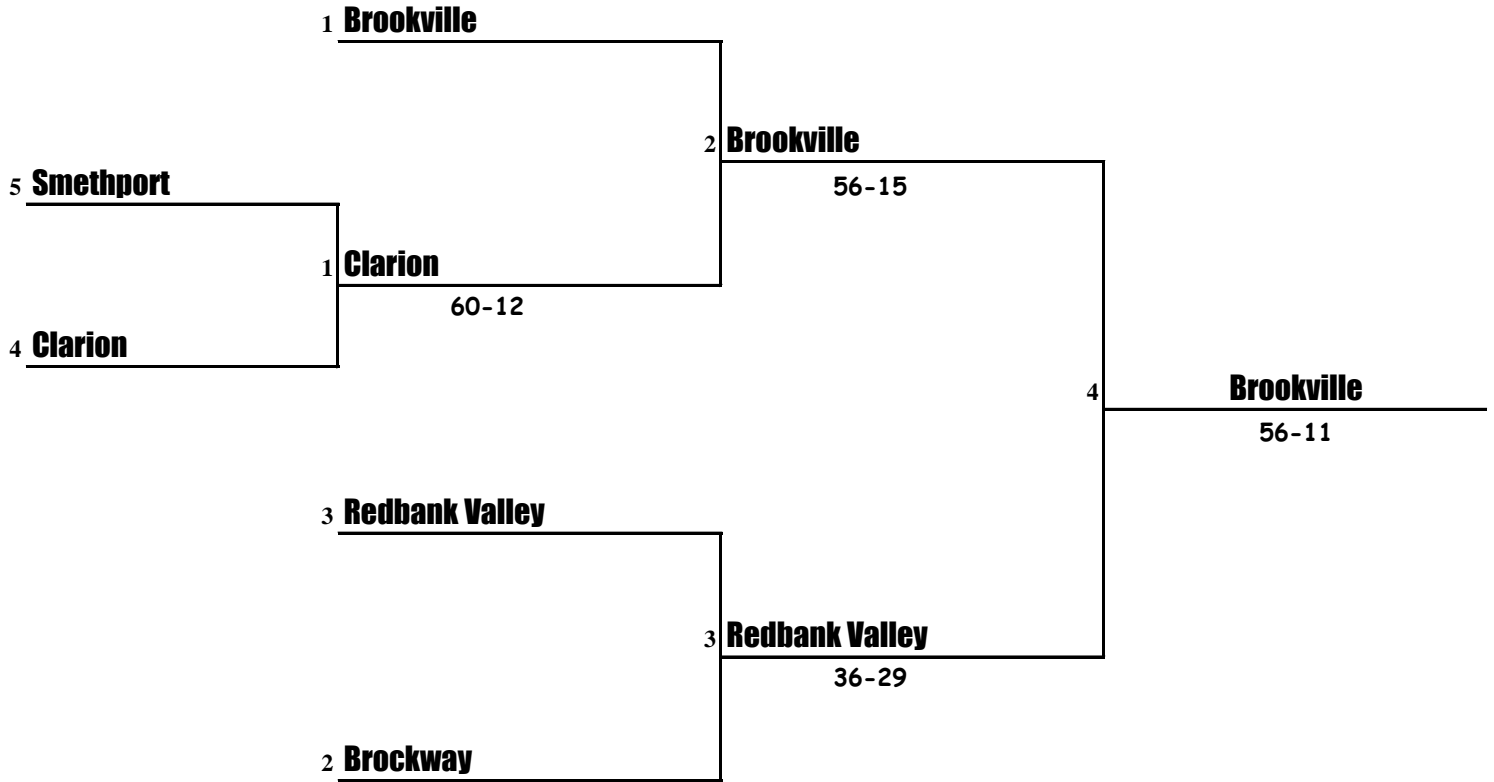 1 Brookville
2 Brookville
56-15
5 Smethport
1 Clarion
60-12
4 Clarion
4 Brookville
56-11
3 Redbank Valley
3 Redbank Valley
36-29
2 Brockway